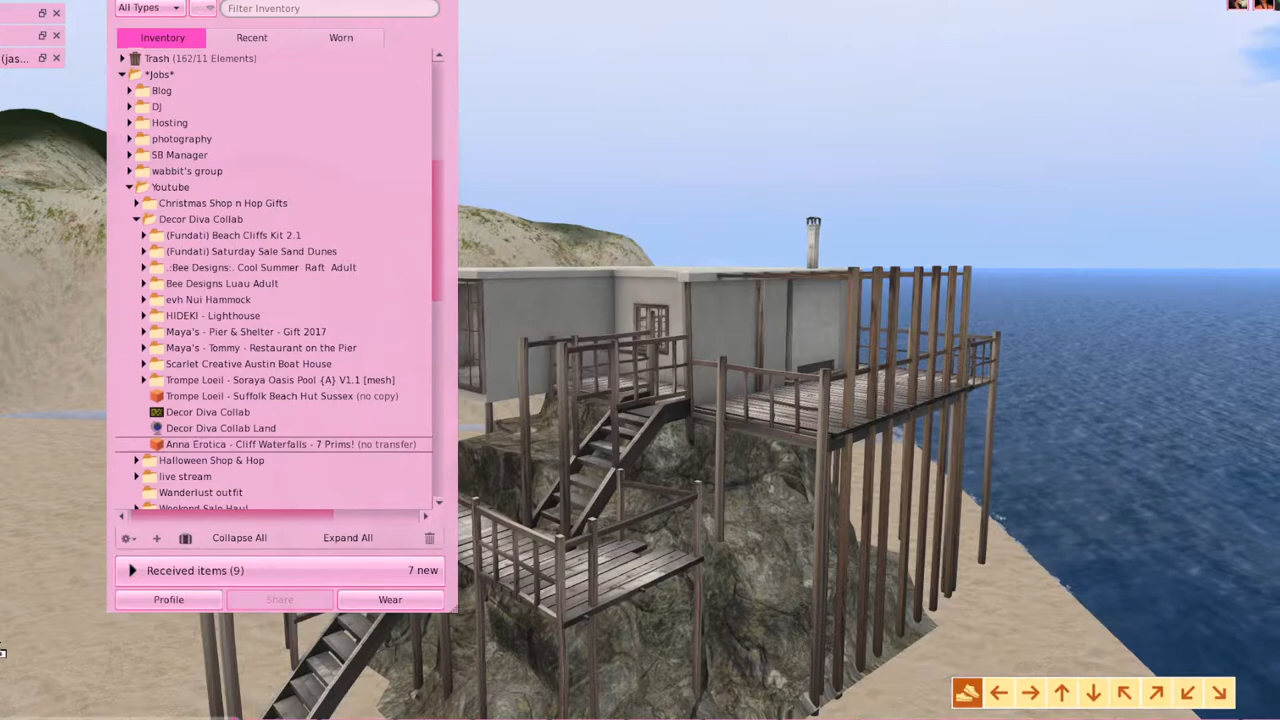 All Types
Filter Inventory
Inventory
Recent
Worn
(jas...
Trash (162/11 Elements)
*Jobs*
Blog
DJ
Hosting
photography
SB Manager
wabbit's group
Youtube
Christmas Shop n Hop Gifts
Decor Diva Collab
(Fundati) Beach Cliffs Kit 2.1
(Fundati) Saturday Sale Sand Dunes
.:Bee Designs:. Cool Summer Raft Adult
Bee Designs Luau Adult
evh Nui Hammock
HIDEKI - Lighthouse
Maya's - Pier & Shelter - Gift 2017
Maya's - Tommy - Restaurant on the Pier
Scarlet Creative Austin Boat House
Trompe Loeil - Soraya Oasis Pool {A} V1.1 [mesh]
Trompe Loeil - Suffolk Beach Hut Sussex (no copy)
Decor Diva Collab
Decor Diva Collab Land
Anna Erotica - Cliff Waterfalls - 7 Prims! (no transfer)
Halloween Shop & Hop
live stream
Wanderlust outfit
Weekend Sale Haul
Collapse All
Expand All
Received items (9)
7 new
Profile
Share
Wear